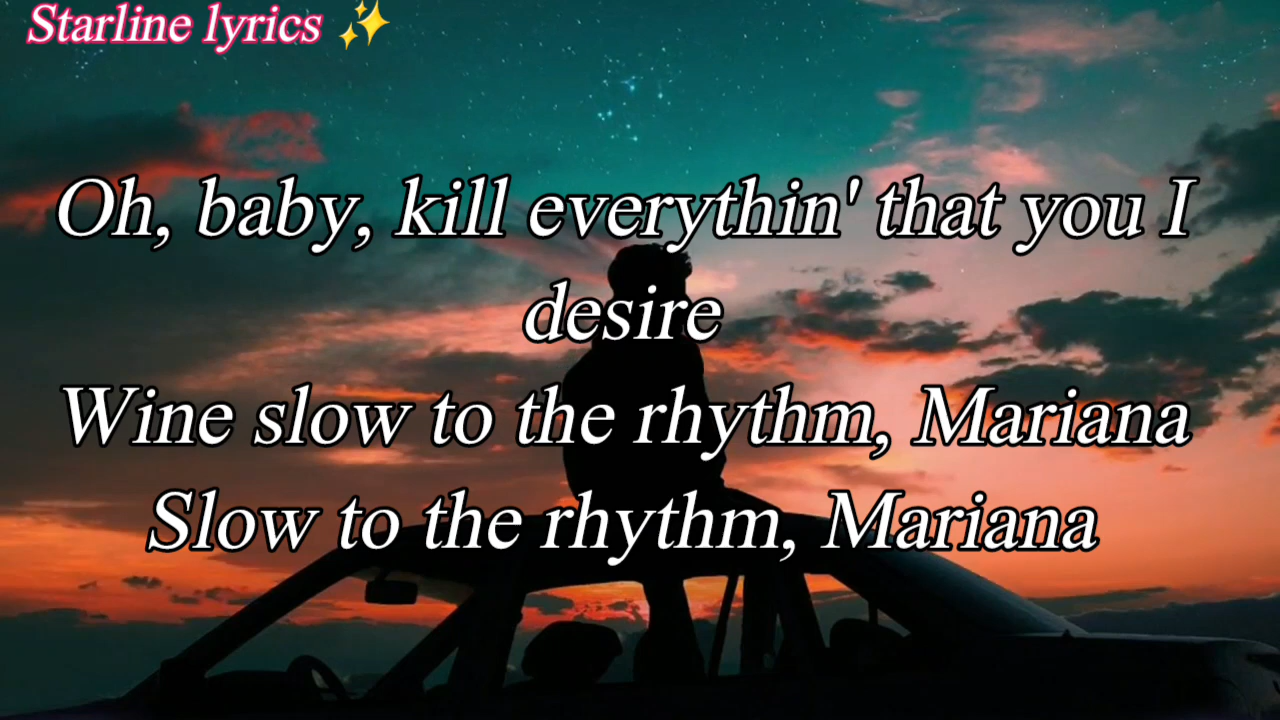 Starline lyrics ✨
Oh, baby, kill everythin' that you I
desire
Wine slow to the rhythm, Mariana
Slow to the rhythm, Mariana